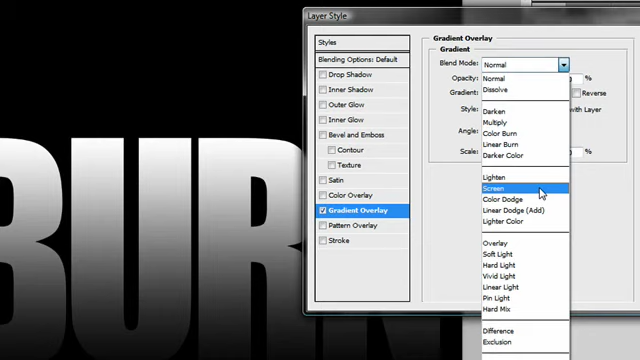 Layer Style
Styles
Blending Options: Default
Drop Shadow
Inner Shadow
Outer Glow
Inner Glow
Bevel and Emboss
Contour
Texture
Satin
Color Overlay
Gradient Overlay
Pattern Overlay
Stroke
Gradient Overlay
Gradient
Blend Mode: Normal
Opacity: %
Gradient: Reverse
Style: with Layer
Angle:
Scale: %
Normal
Dissolve
Darken
Multiply
Color Burn
Linear Burn
Darker Color
Lighten
Screen
Color Dodge
Linear Dodge (Add)
Lighter Color
Overlay
Soft Light
Hard Light
Vivid Light
Linear Light
Pin Light
Hard Mix
Difference
Exclusion
BURN